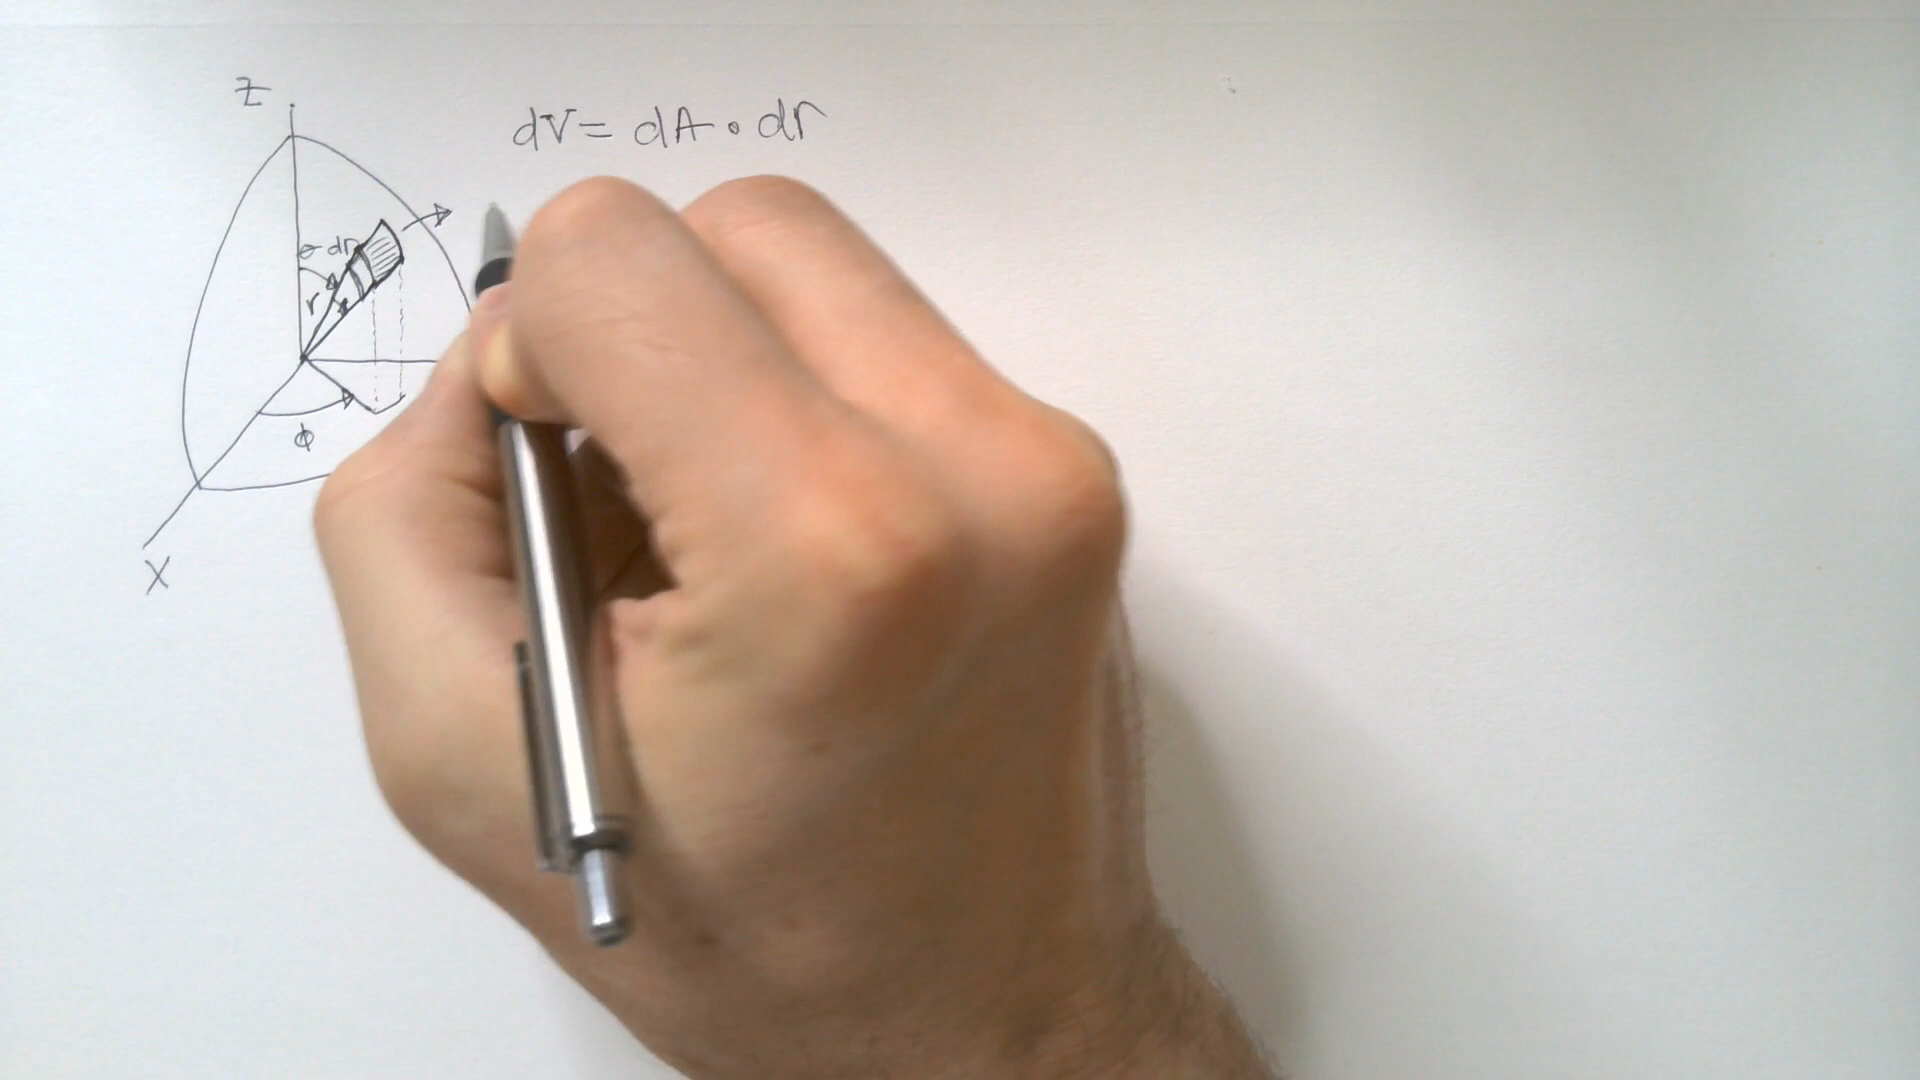 z
dV = dA • dr
θ dr
r
ϕ
x